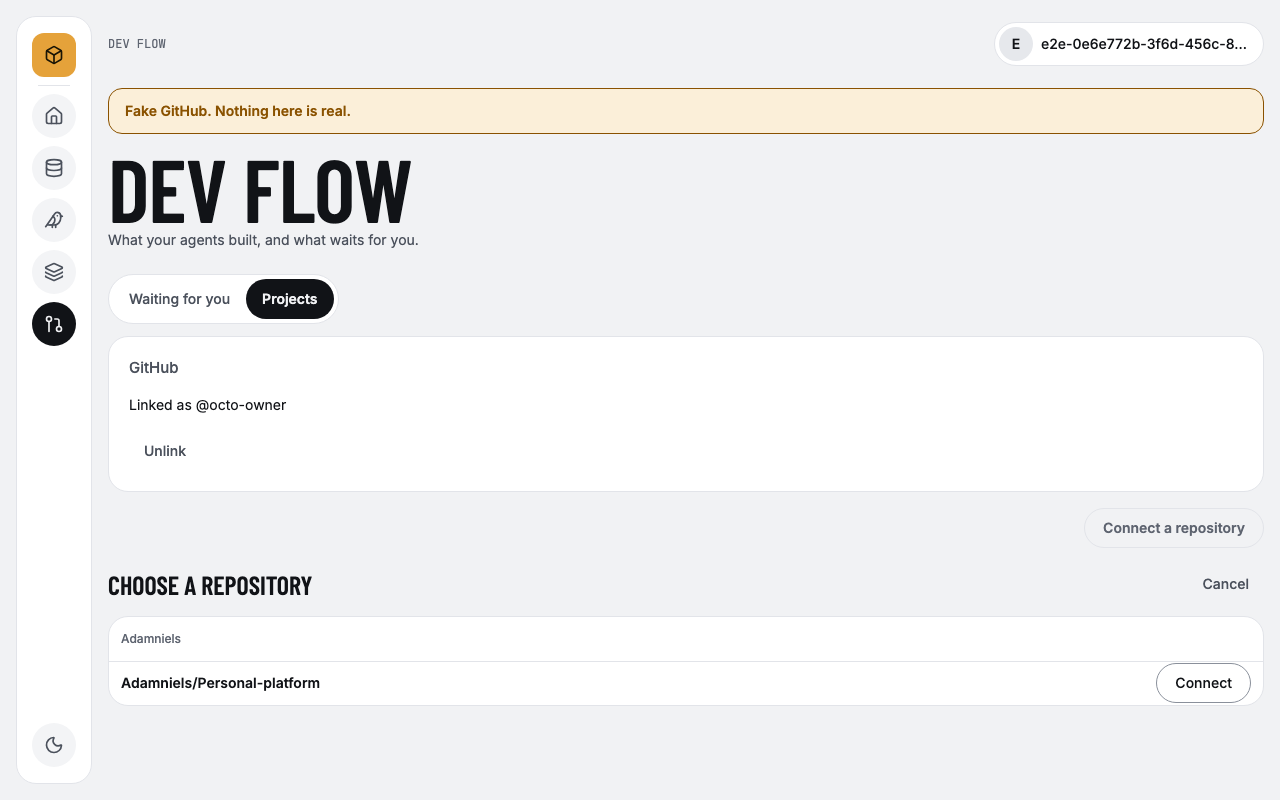 DEV FLOW
E
e2e-0e6e772b-3f6d-456c-8...
Fake GitHub. Nothing here is real.
DEV FLOW
What your agents built, and what waits for you.
Waiting for you
Projects
GitHub
Linked as @octo-owner
Unlink
Connect a repository
CHOOSE A REPOSITORY
Cancel
Adamniels
Adamniels/Personal-platform
Connect